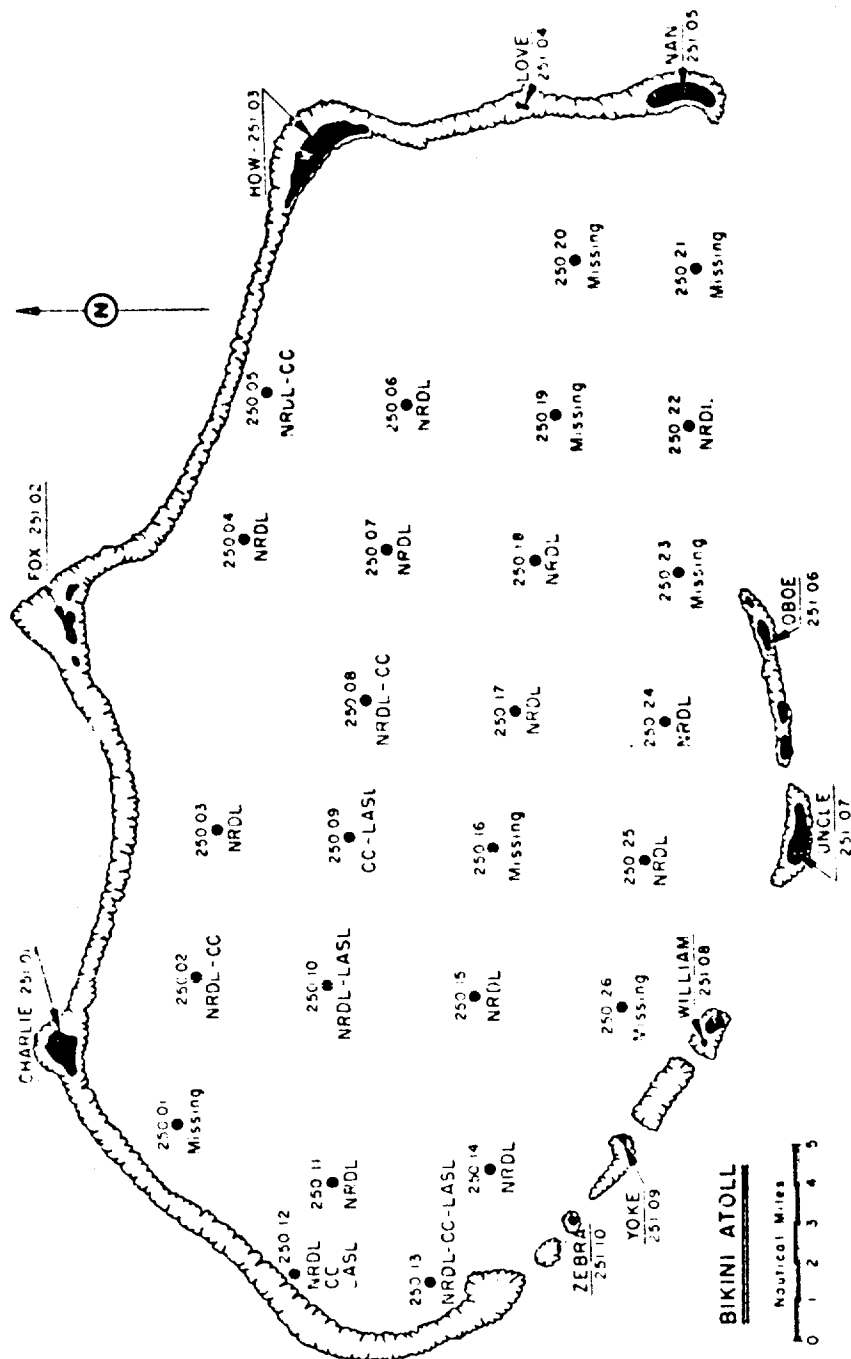 CHARLIE 251.01
FOX 251.02
HOW - 251.03
LOVE
251.04
NAN
251.05
N
250.01
Missing
250.02
NRDL-CC
250.03
NRDL
250.04
NRDL
250.05
NRDL-CC
250.06
NRDL
250.07
NRDL
250.08
NRDL-CC
250.09
CC-LASL
250.10
NRDL-LASL
250.11
NRDL
250.12
NRDL
CC
LASL
250.13
NRDL-CC-LASL
250.14
NRDL
250.15
NRDL
250.16
Missing
250.17
NRDL
250.18
NRDL
250.19
Missing
250.20
Missing
250.21
Missing
250.22
NRDL
250.23
Missing
250.24
NRDL
250.25
NRDL
250.26
Missing
OBOE
251.06
UNCLE
251.07
WILLIAM
251.08
YOKE
251.09
ZEBRA
251.10
BIKINI ATOLL
Nautical Miles
0 1 2 3 4 5